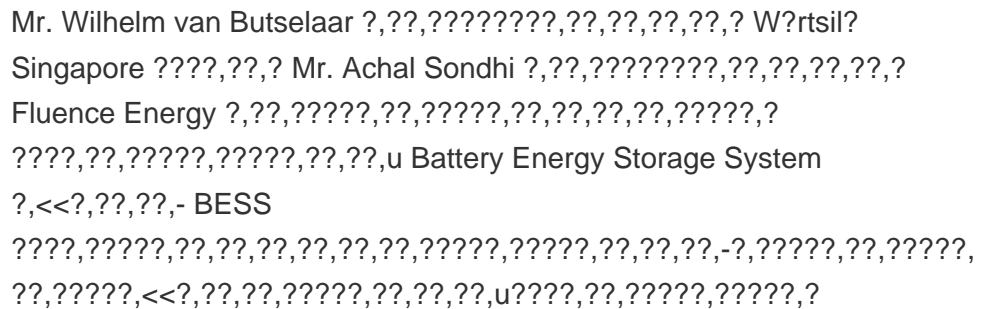 Mr. Wilhelm van Butselaar ?,??,????????,??,??,??,??,? W?rtsil?
Singapore ????,??,? Mr. Achal Sondhi ?,??,????????,??,??,??,??,?
Fluence Energy ?,??,?????,??,?????,??,??,??,??,?????,?
????,??,?????,?????,??,??,u Battery Energy Storage System
?,<<?,??,??,- BESS
????,?????,??,??,??,??,??,??,?????,?????,??,??,??,-?,?????,??,?????,
??,?????,<<?,??,??,?????,??,??,??,u????,??,?????,?????,?